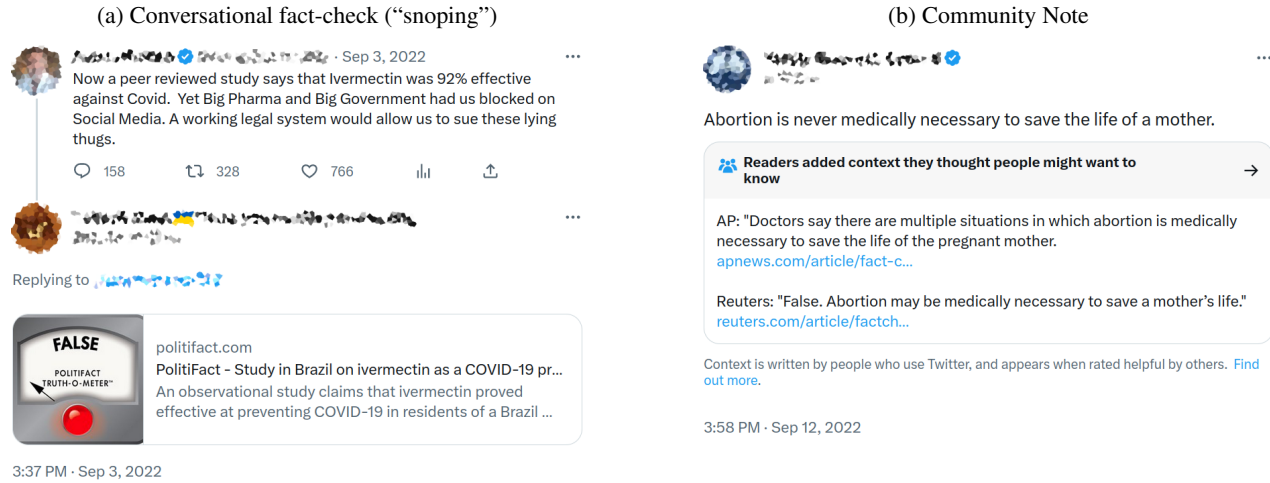 (a) Conversational fact-check (“snoping”)
· Sep 3, 2022
Now a peer reviewed study says that Ivermectin was 92% effective
against Covid. Yet Big Pharma and Big Government had us blocked on
Social Media. A working legal system would allow us to sue these lying
thugs.
158 328 766
Replying to
FALSE
POLITIFACT
TRUTH-O-METER™
politifact.com
PolitiFact - Study in Brazil on ivermectin as a COVID-19 pr...
An observational study claims that ivermectin proved
effective at preventing COVID-19 in residents of a Brazil ...
3:37 PM · Sep 3, 2022
(b) Community Note
Abortion is never medically necessary to save the life of a mother.
Readers added context they thought people might want to
know
AP: "Doctors say there are multiple situations in which abortion is medically
necessary to save the life of the pregnant mother.
apnews.com/article/fact-c...
Reuters: "False. Abortion may be medically necessary to save a mother’s life."
reuters.com/article/factch...
Context is written by people who use Twitter, and appears when rated helpful by others. Find
out more.
3:58 PM · Sep 12, 2022